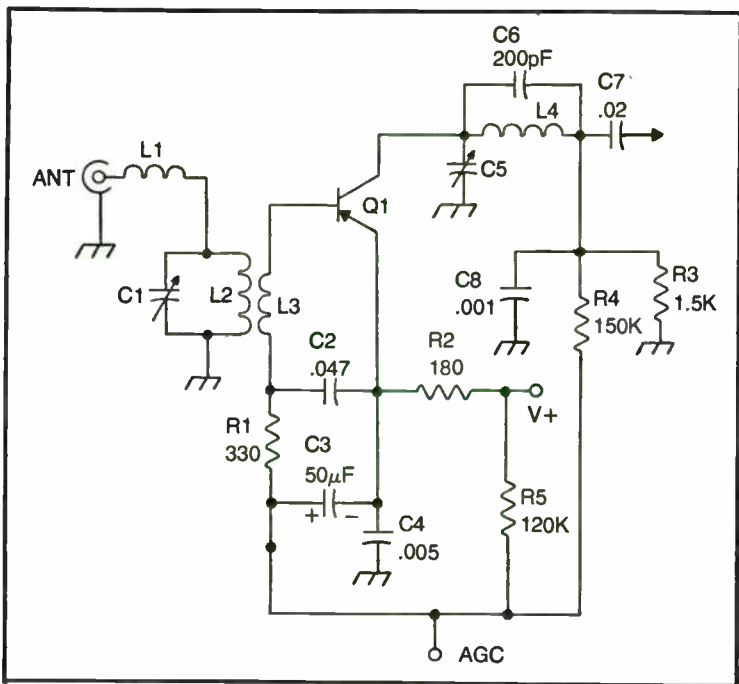 C6
200pF
C7
.02
L4
L1
ANT
C5
Q1
C1
L2
L3
C8
.001
R4
150K
R3
1.5K
C2
.047
R2
180
V+
R1
330
C3
50µF
+ −
C4
.005
R5
120K
AGC